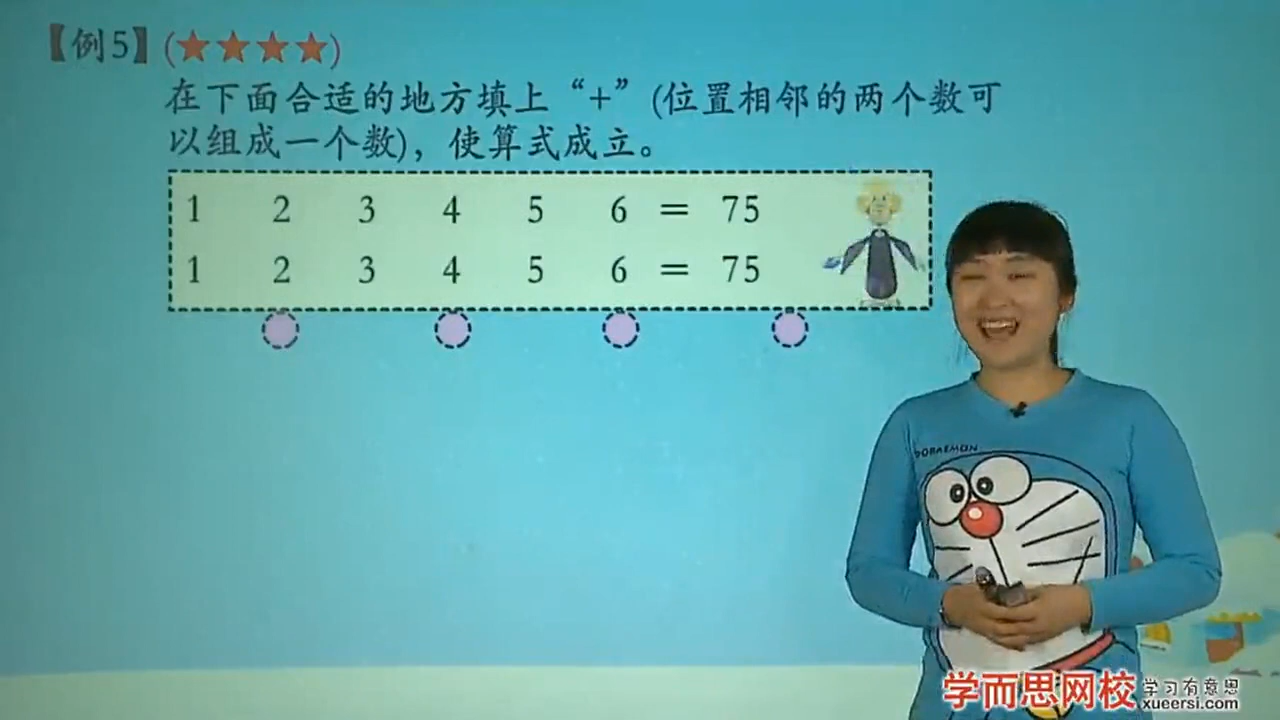 【例5】(★★★★)
在下面合适的地方填上“+”(位置相邻的两个数可
以组成一个数)，使算式成立。
1 2 3 4 5 6 = 75
1 2 3 4 5 6 = 75
DORAEMON
学而思网校 学习有意思
xueersi.com